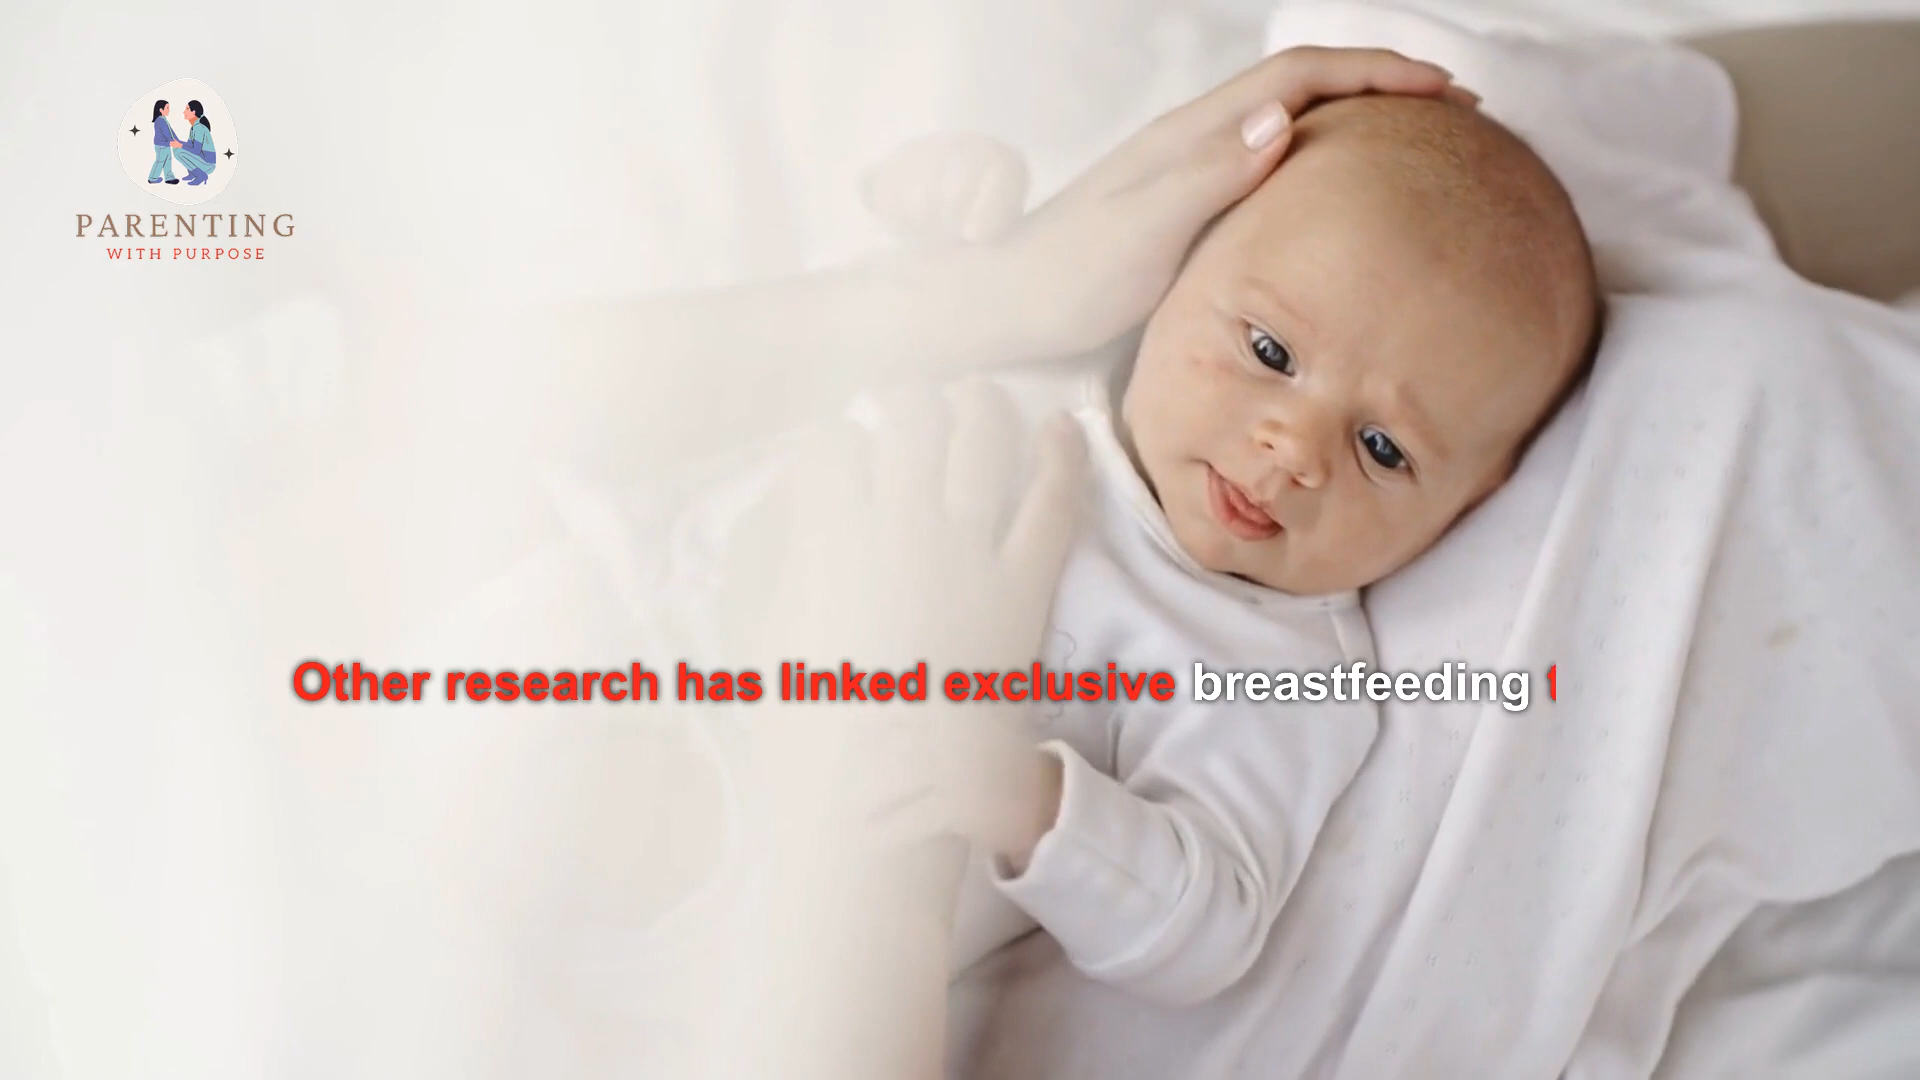 PARENTING
WITH PURPOSE
Other research has linked exclusive breastfeeding t